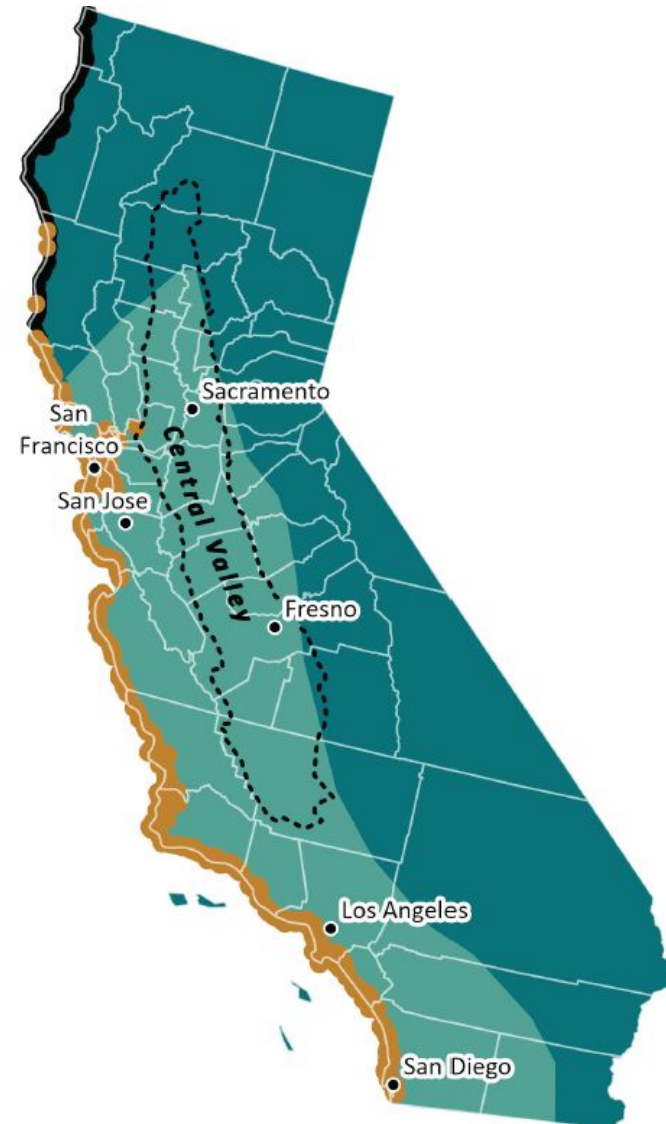 Sacramento
San
Francisco
San Jose
Central Valley
Fresno
Los Angeles
San Diego